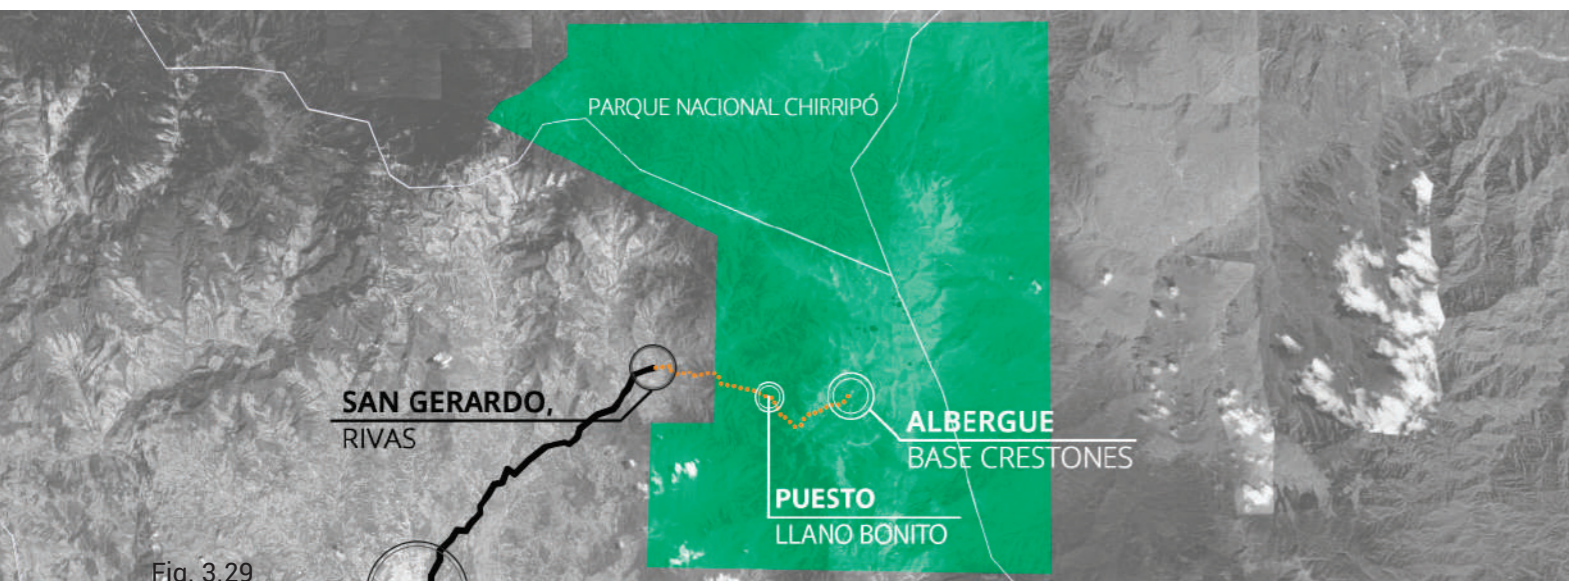 PARQUE NACIONAL CHIRRIPÓ
SAN GERARDO,
RIVAS
ALBERGUE
BASE CRESTONES
PUESTO
LLANO BONITO
Fig. 3.29